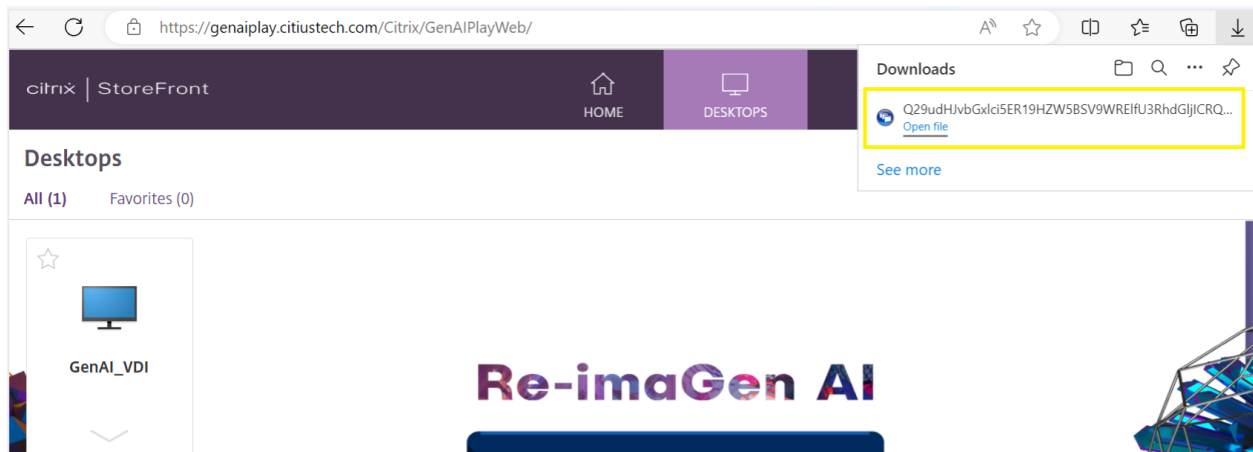 https://genaiplay.citiustech.com/Citrix/GenAIPlayWeb/
citrix | StoreFront
HOME
DESKTOPS
Downloads
Q29udHJvbGxlci5ER19HZW5BSV9WRElfU3RhdGljICRQ...
Open file
See more
Desktops
All (1) Favorites (0)
GenAI_VDI
Re-imaGen AI